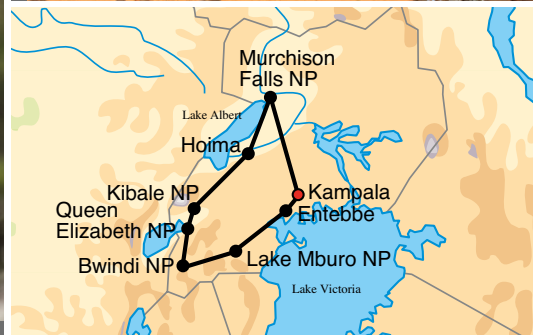 Murchison
Falls NP
Lake Albert
Hoima
Kibale NP
Kampala
Queen
Elizabeth NP
Entebbe
Bwindi NP
Lake Mburo NP
Lake Victoria